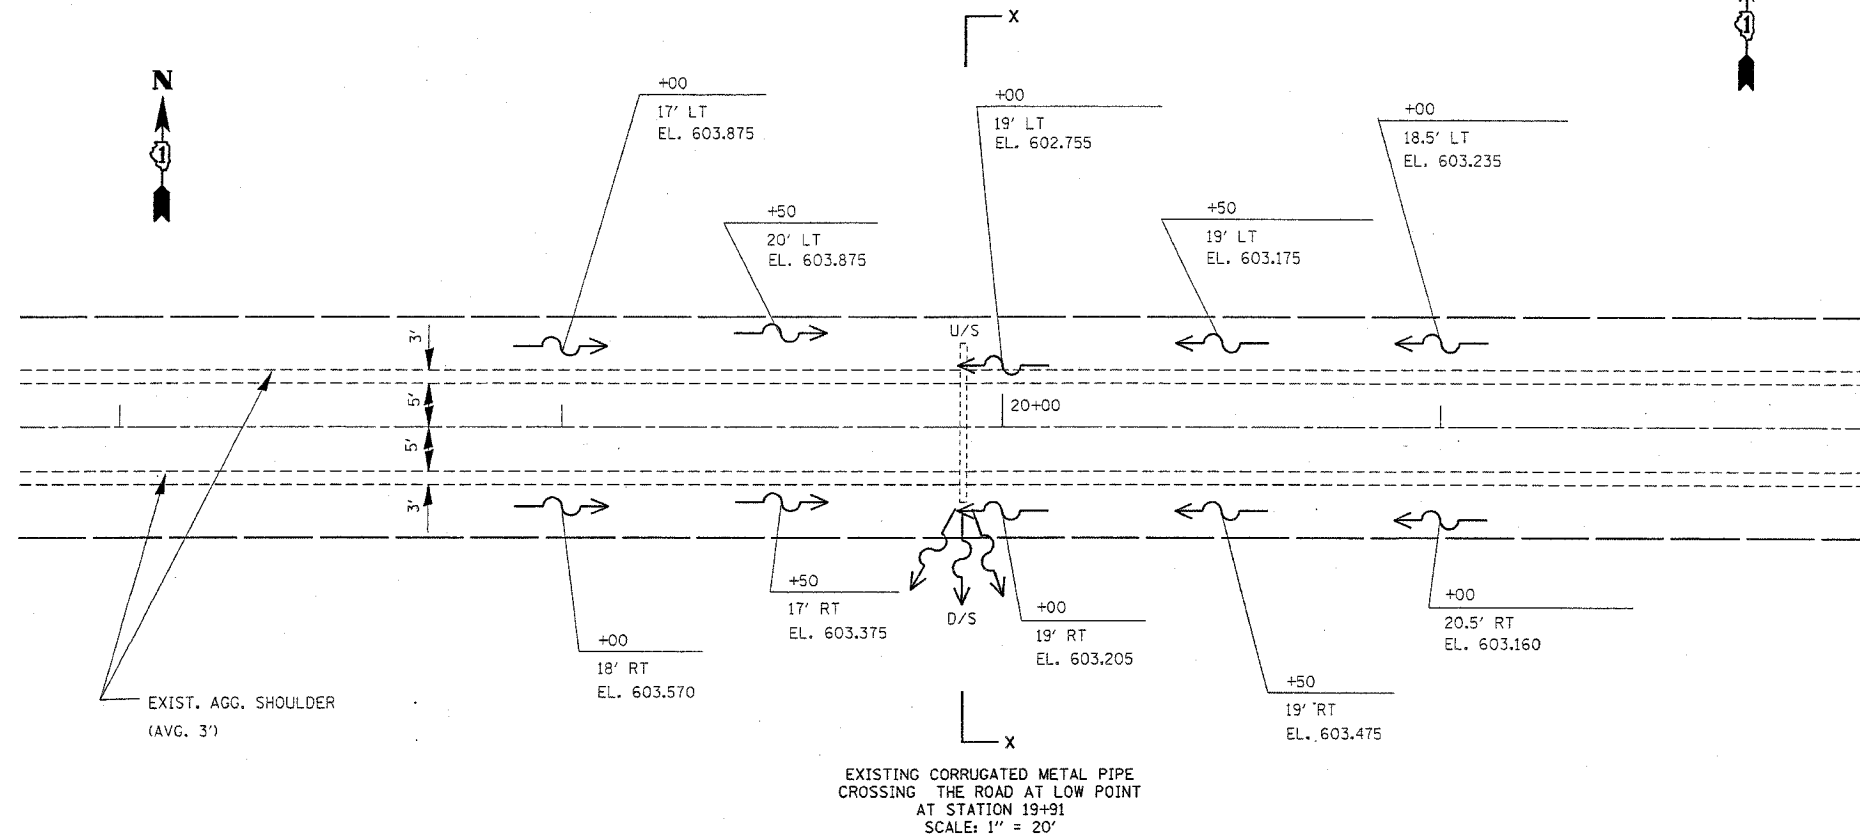 X
1
N
1
+00
17' LT
EL. 603.875
+00
19' LT
EL. 602.755
+00
18.5' LT
EL. 603.235
+50
20' LT
EL. 603.875
+50
19' LT
EL. 603.175
U/S
3'
5'
20+00
5'
3'
+50
17' RT
EL. 603.375
D/S
+00
19' RT
EL. 603.205
+00
20.5' RT
EL. 603.160
+00
18' RT
EL. 603.570
+50
19' RT
EL. 603.475
EXIST. AGG. SHOULDER
(AVG. 3')
X
EXISTING CORRUGATED METAL PIPE
CROSSING THE ROAD AT LOW POINT
AT STATION 19+91
SCALE: 1" = 20'